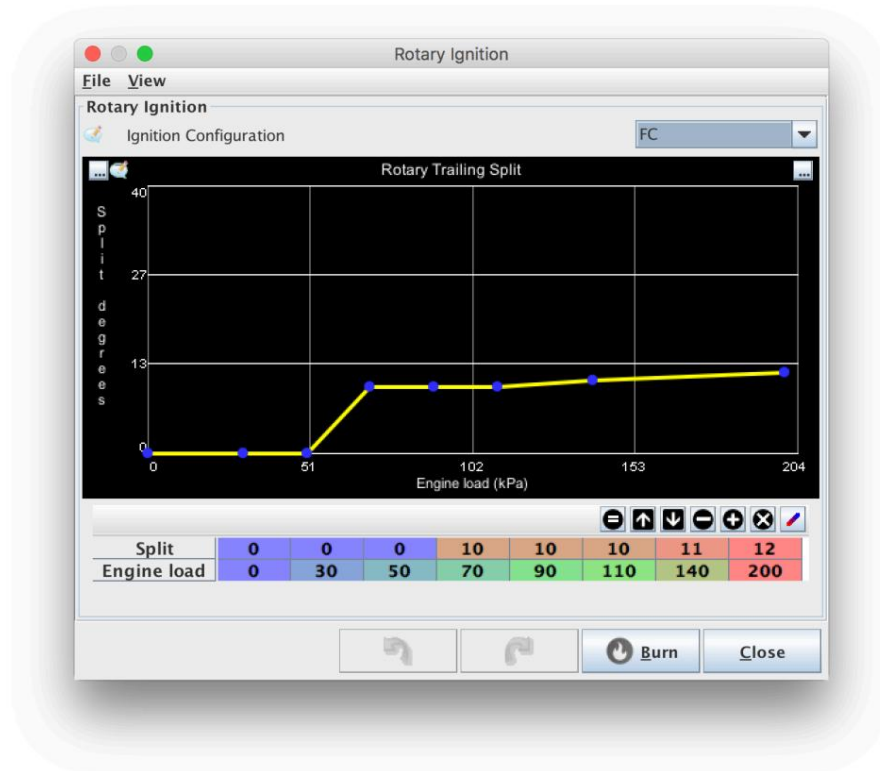 Rotary Ignition
File View
Rotary Ignition
Ignition Configuration FC
... Rotary Trailing Split ...
Split degrees
40
27
13
0
0 51 102 153 204
Engine load (kPa)
Split 0 0 0 10 10 10 11 12
Engine load 0 30 50 70 90 110 140 200
Burn Close